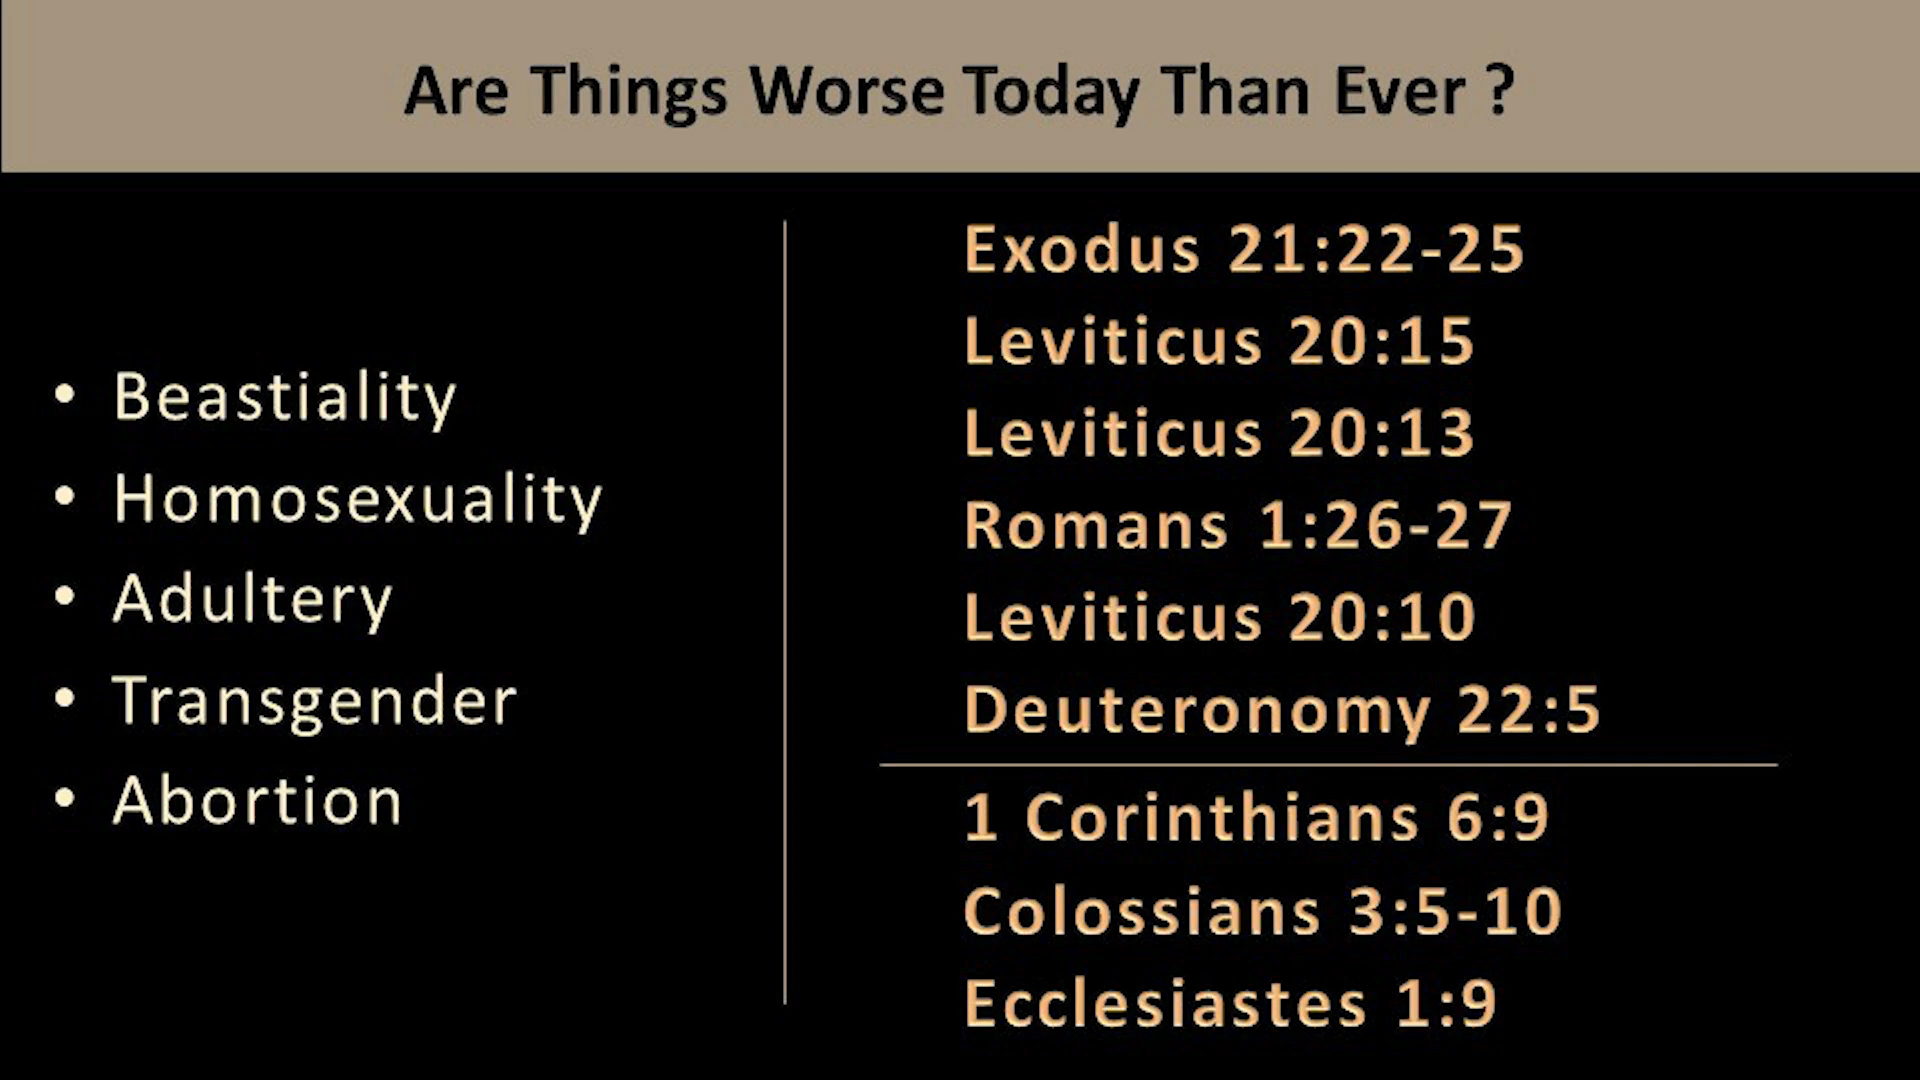 Are Things Worse Today Than Ever ?
• Beastiality
• Homosexuality
• Adultery
• Transgender
• Abortion
Exodus 21:22-25
Leviticus 20:15
Leviticus 20:13
Romans 1:26-27
Leviticus 20:10
Deuteronomy 22:5
1 Corinthians 6:9
Colossians 3:5-10
Ecclesiastes 1:9